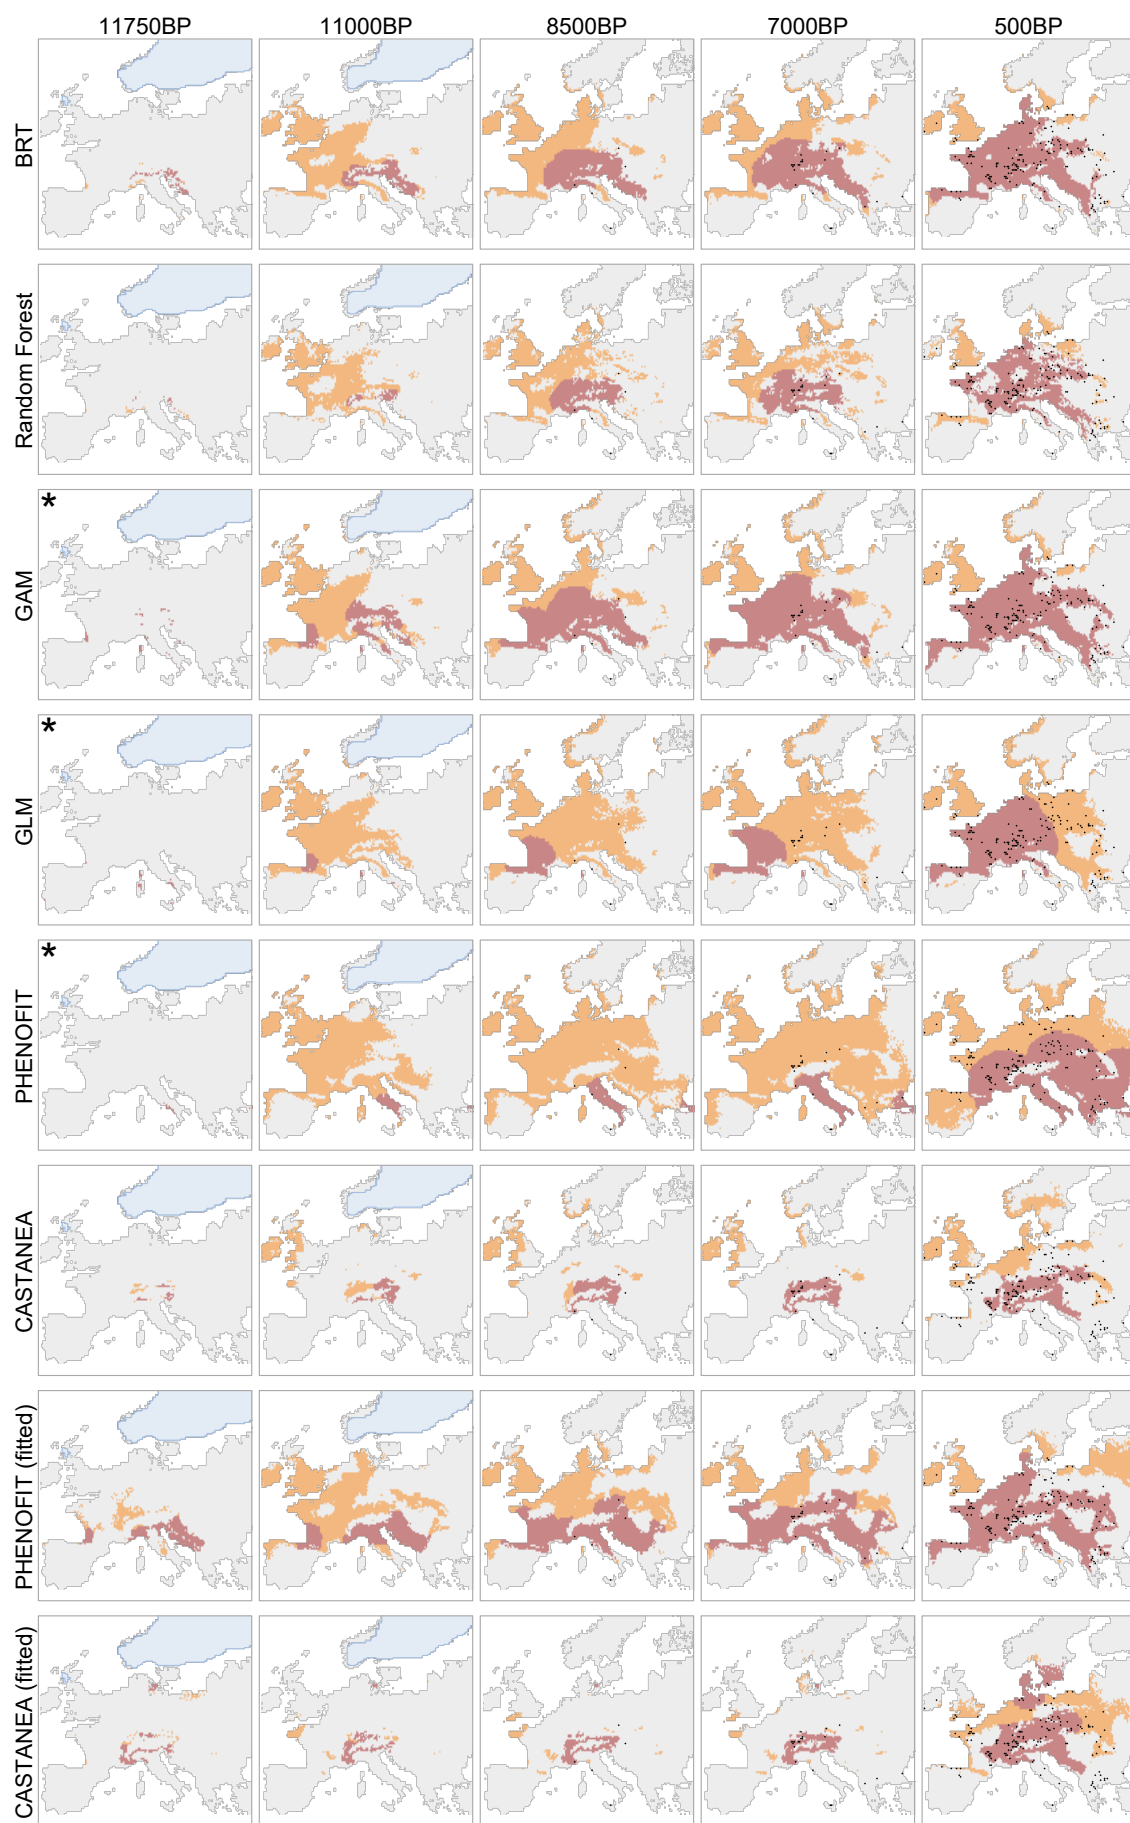 11750BP 11000BP 8500BP 7000BP 500BP
BRT
Random Forest
*
GAM
*
GLM
*
PHENOFIT
CASTANEA
PHENOFIT (fitted)
CASTANEA (fitted)